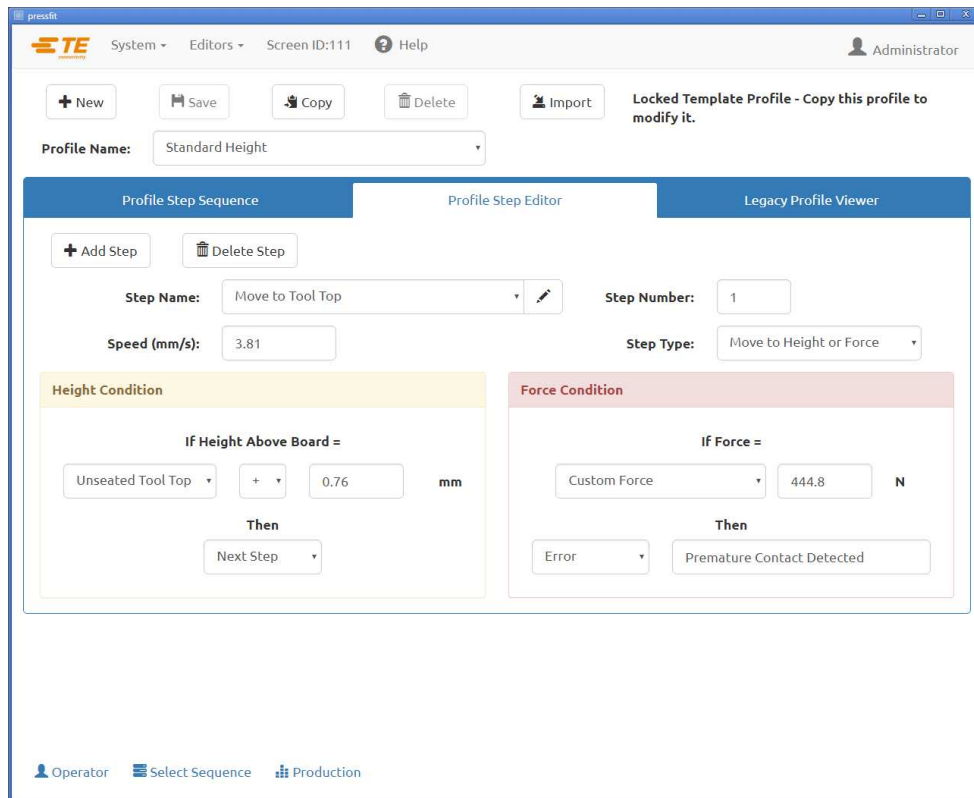 pressfit
TE connectivity System Editors Screen ID:111 Help Administrator
New Save Copy Delete Import Locked Template Profile - Copy this profile to
modify it.
Profile Name: Standard Height
Profile Step Sequence Profile Step Editor Legacy Profile Viewer
Add Step Delete Step
Step Name: Move to Tool Top Step Number: 1
Speed (mm/s): 3.81 Step Type: Move to Height or Force
Height Condition Force Condition
If Height Above Board = If Force =
Unseated Tool Top + 0.76 mm Custom Force 444.8 N
Then Then
Next Step Error Premature Contact Detected
Operator Select Sequence Production